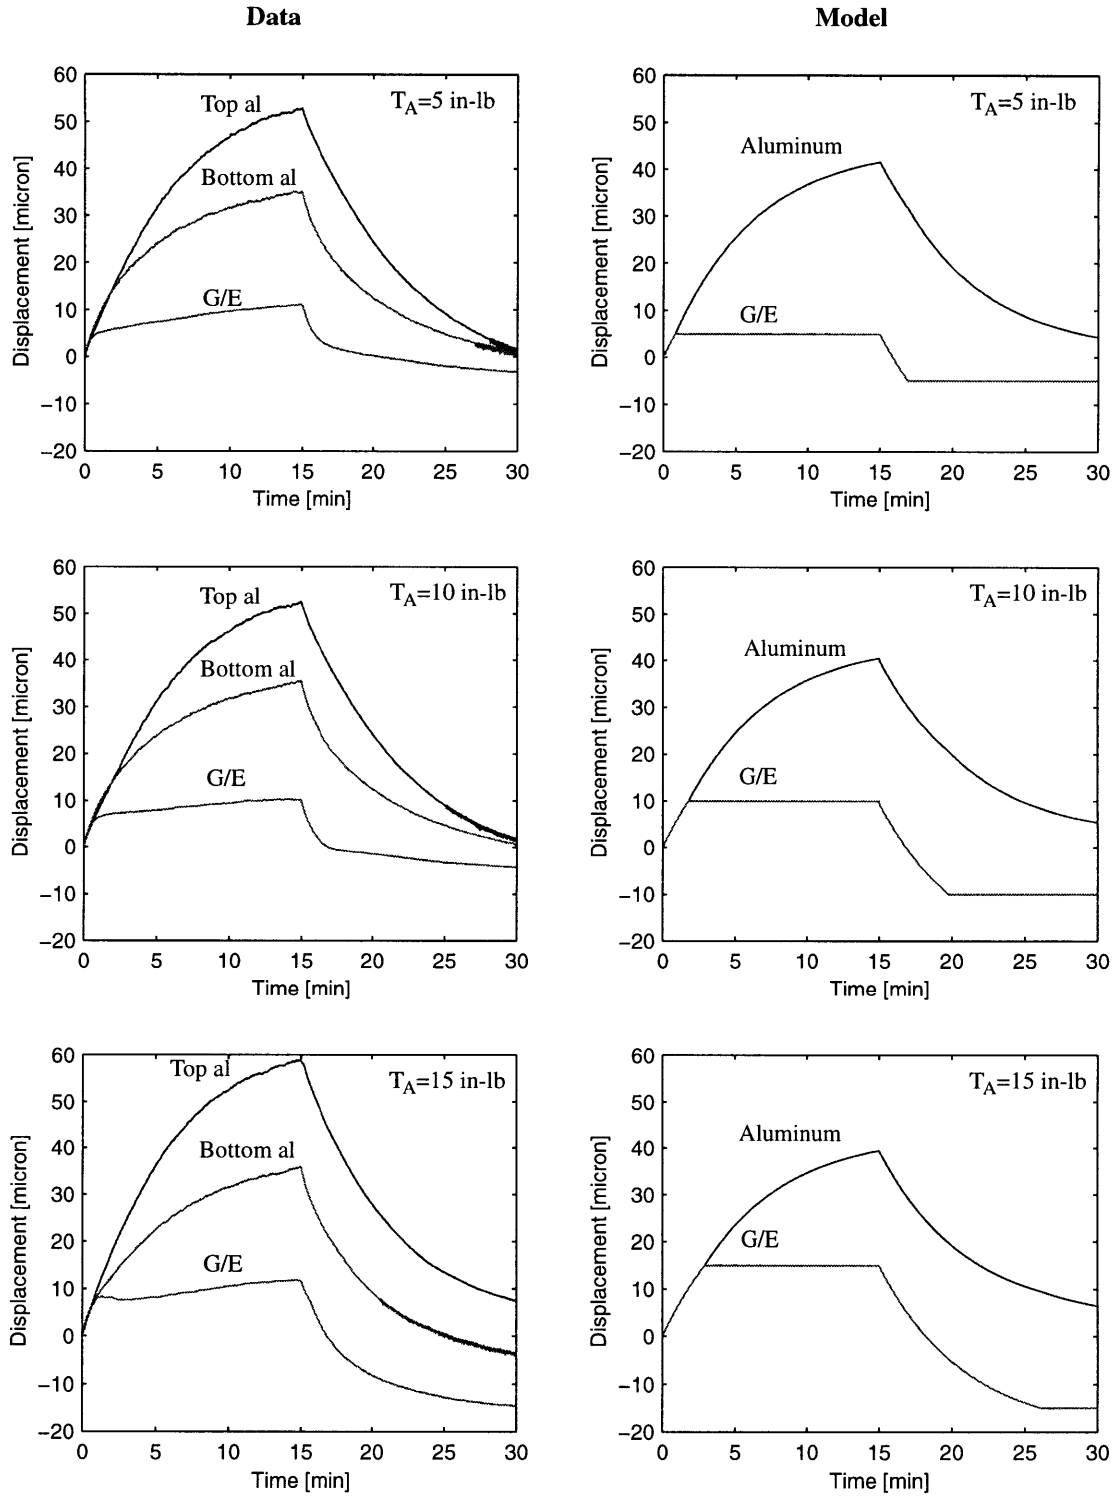 Data
Model
60
50
40
30
20
10
0
−10
−20
Displacement [micron]
Top al
Bottom al
G/E
T_A=5 in-lb
0 5 10 15 20 25 30
Time [min]
60
50
40
30
20
10
0
−10
−20
Displacement [micron]
Aluminum
G/E
T_A=5 in-lb
0 5 10 15 20 25 30
Time [min]
60
50
40
30
20
10
0
−10
−20
Displacement [micron]
Top al
Bottom al
G/E
T_A=10 in-lb
0 5 10 15 20 25 30
Time [min]
60
50
40
30
20
10
0
−10
−20
Displacement [micron]
Aluminum
G/E
T_A=10 in-lb
0 5 10 15 20 25 30
Time [min]
60
50
40
30
20
10
0
−10
−20
Displacement [micron]
Top al
Bottom al
G/E
T_A=15 in-lb
0 5 10 15 20 25 30
Time [min]
60
50
40
30
20
10
0
−10
−20
Displacement [micron]
Aluminum
G/E
T_A=15 in-lb
0 5 10 15 20 25 30
Time [min]